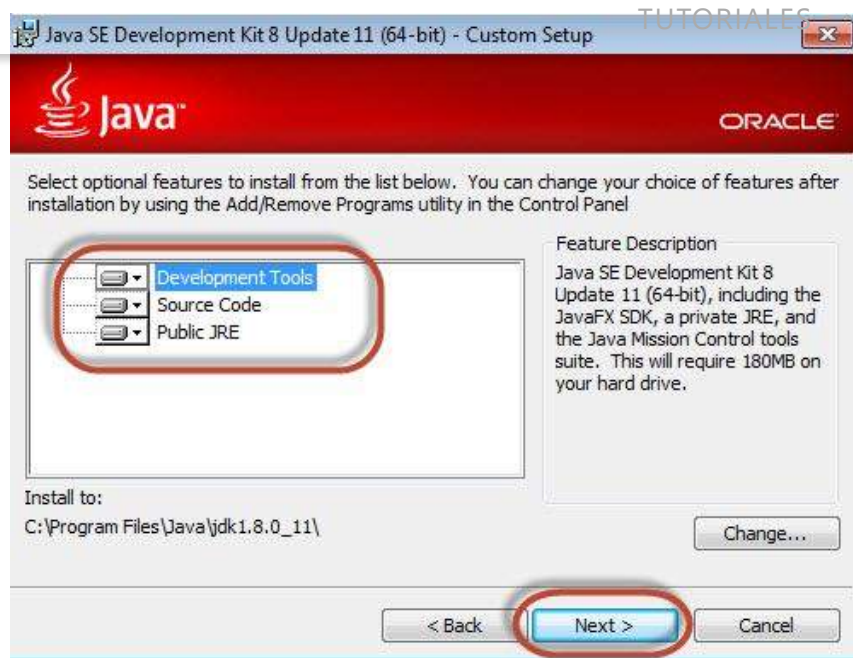 TUTORIALES
Java SE Development Kit 8 Update 11 (64-bit) - Custom Setup
Java™
ORACLE
Select optional features to install from the list below. You can change your choice of features after
installation by using the Add/Remove Programs utility in the Control Panel
Development Tools
Source Code
Public JRE
Feature Description
Java SE Development Kit 8
Update 11 (64-bit), including the
JavaFX SDK, a private JRE, and
the Java Mission Control tools
suite. This will require 180MB on
your hard drive.
Install to:
C:\Program Files\Java\jdk1.8.0_11\
Change...
< Back
Next >
Cancel